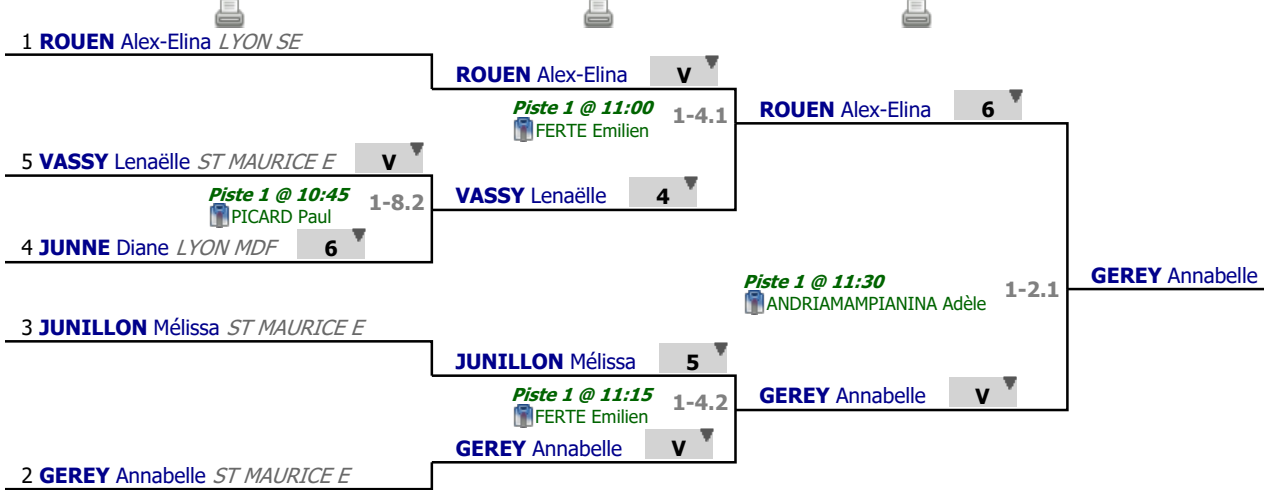 1 ROUEN Alex-Elina LYON SE
ROUEN Alex-Elina V
Piste 1 @ 11:00
FERTE Emilien
1-4.1
ROUEN Alex-Elina 6
5 VASSY Lenaëlle ST MAURICE E V
Piste 1 @ 10:45
PICARD Paul
1-8.2
VASSY Lenaëlle 4
4 JUNNE Diane LYON MDF 6
Piste 1 @ 11:30
ANDRIAMAMPIANINA Adèle
1-2.1
GEREY Annabelle
3 JUNILLON Mélissa ST MAURICE E
JUNILLON Mélissa 5
Piste 1 @ 11:15
FERTE Emilien
1-4.2
GEREY Annabelle V
GEREY Annabelle V
2 GEREY Annabelle ST MAURICE E